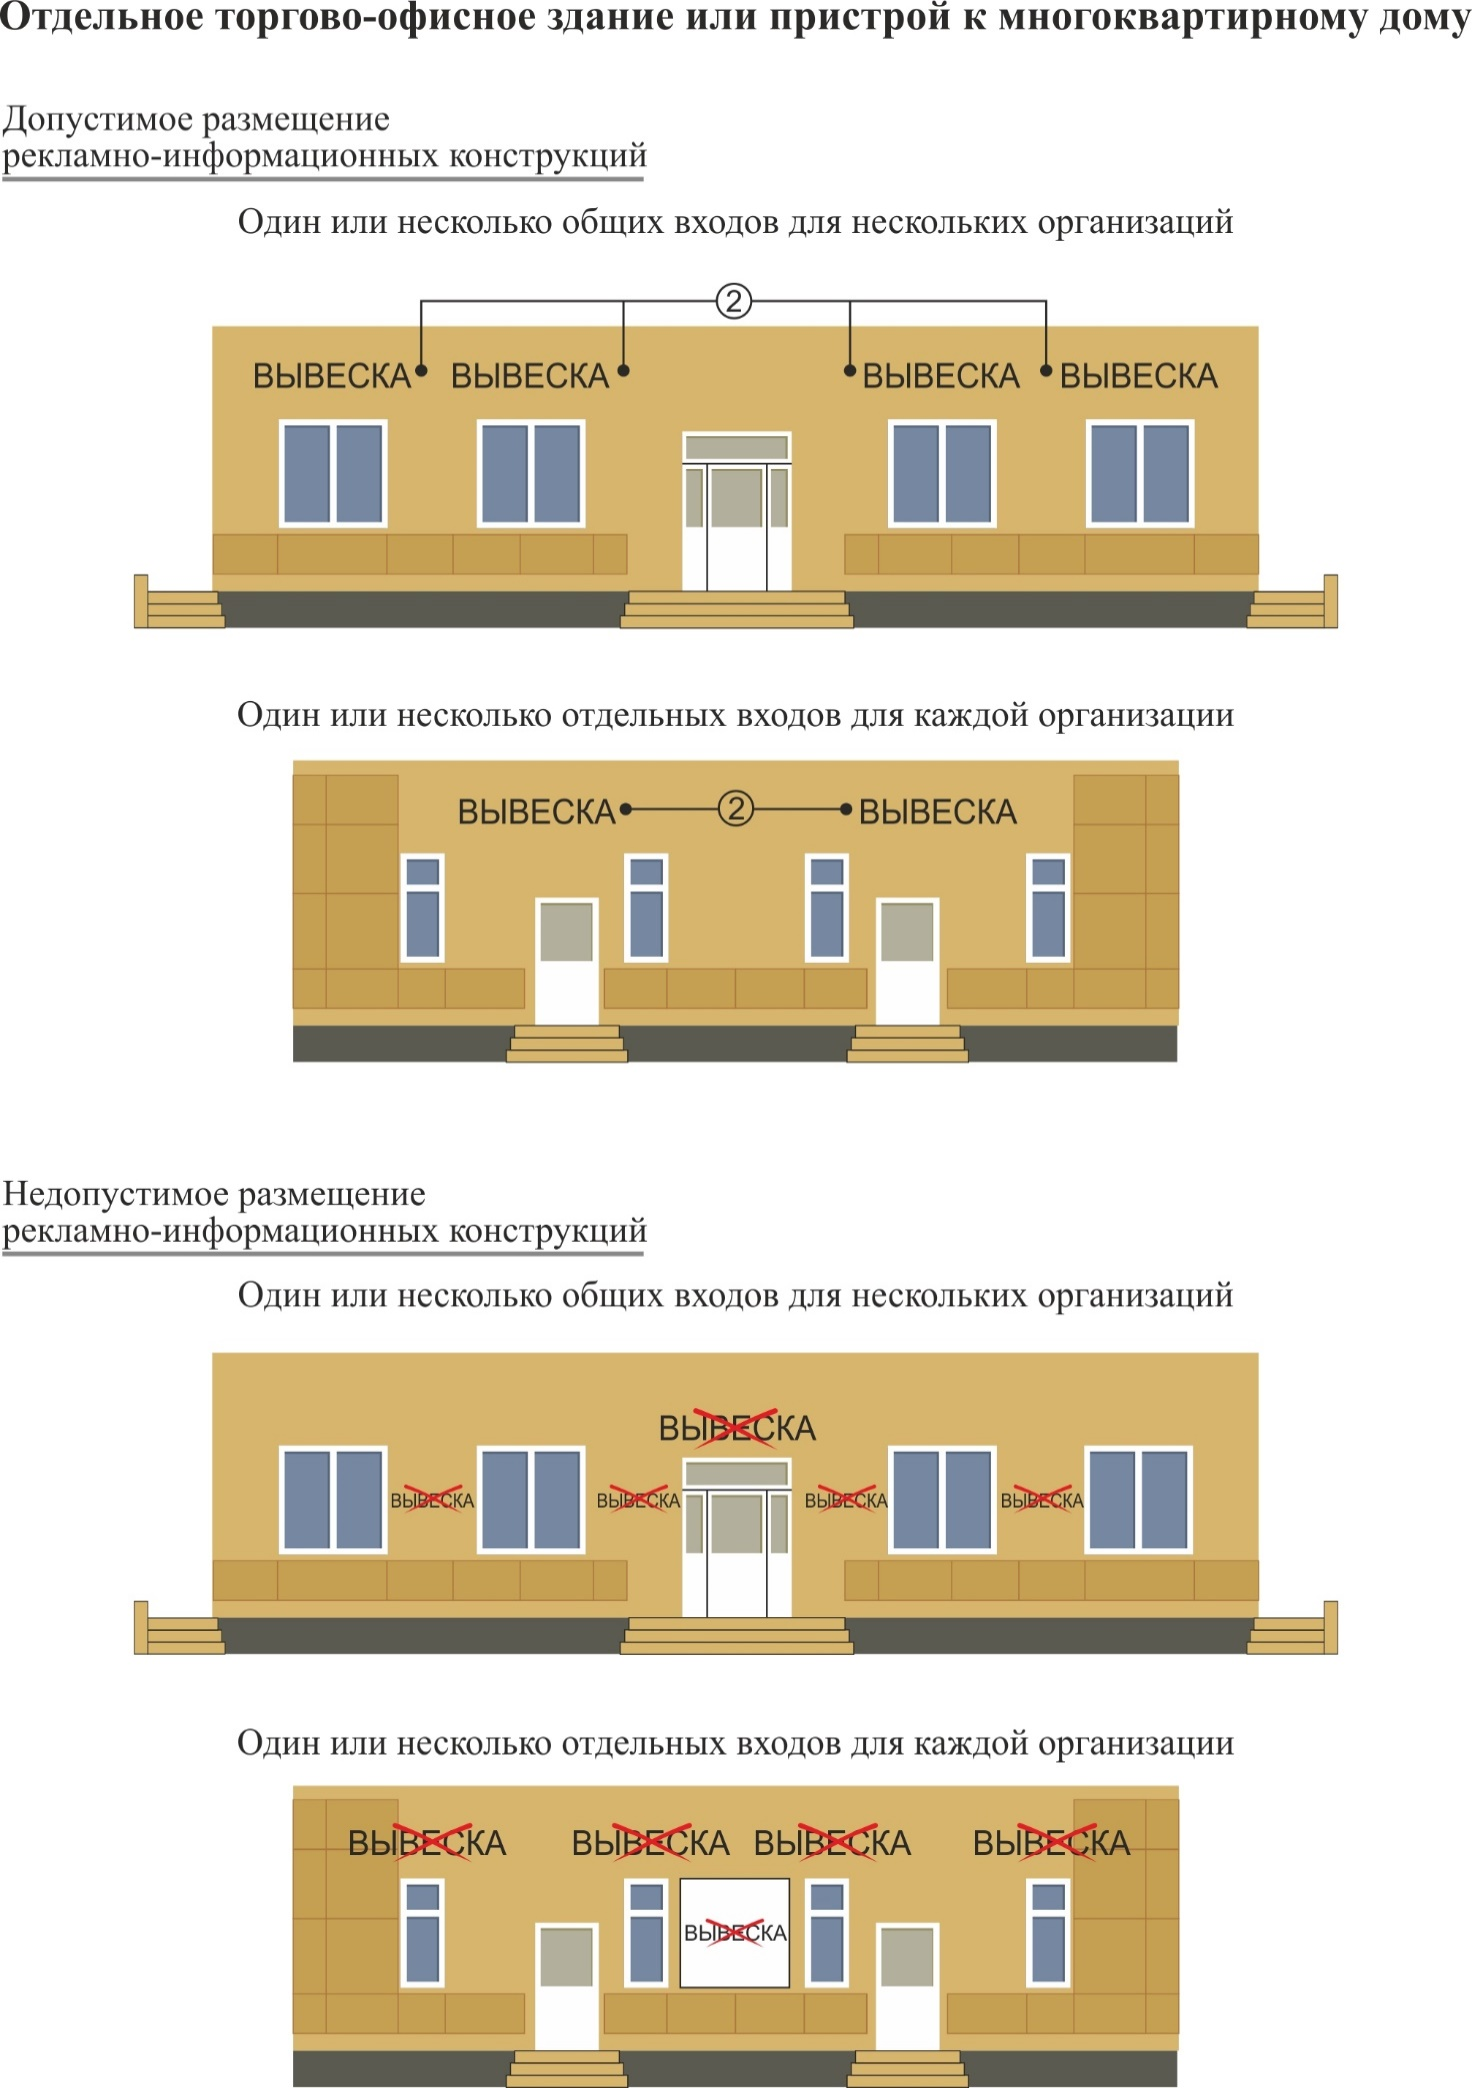 Отдельное торгово-офисное здание или пристрой к многоквартирному дому
Допустимое размещение
рекламно-информационных конструкций
Один или несколько общих входов для нескольких организаций
2
ВЫВЕСКА ВЫВЕСКА ВЫВЕСКА ВЫВЕСКА
Один или несколько отдельных входов для каждой организации
ВЫВЕСКА 2 ВЫВЕСКА
Недопустимое размещение
рекламно-информационных конструкций
Один или несколько общих входов для нескольких организаций
ВЫВЕСКА
ВЫВЕСКА ВЫВЕСКА ВЫВЕСКА ВЫВЕСКА
Один или несколько отдельных входов для каждой организации
ВЫВЕСКА ВЫВЕСКА ВЫВЕСКА ВЫВЕСКА
ВЫВЕСКА